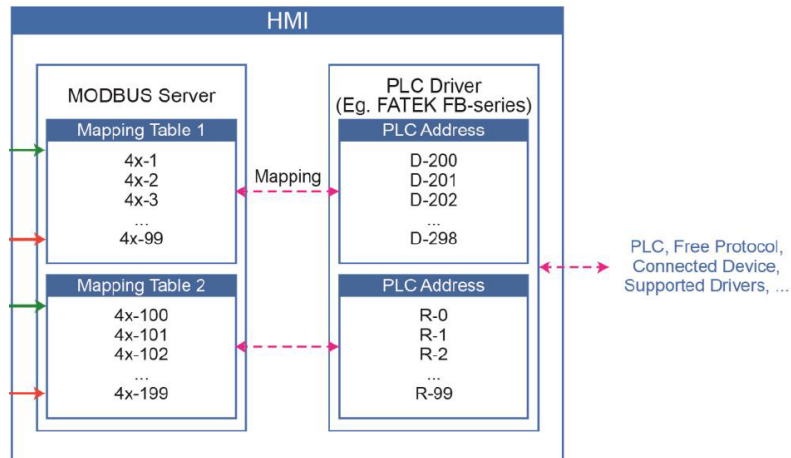 HMI
MODBUS Server
Mapping Table 1
4x-1
4x-2
4x-3
...
4x-99
Mapping Table 2
4x-100
4x-101
4x-102
...
4x-199
Mapping
PLC Driver
(Eg. FATEK FB-series)
PLC Address
D-200
D-201
D-202
...
D-298
PLC Address
R-0
R-1
R-2
...
R-99
PLC, Free Protocol,
Connected Device,
Supported Drivers, ...